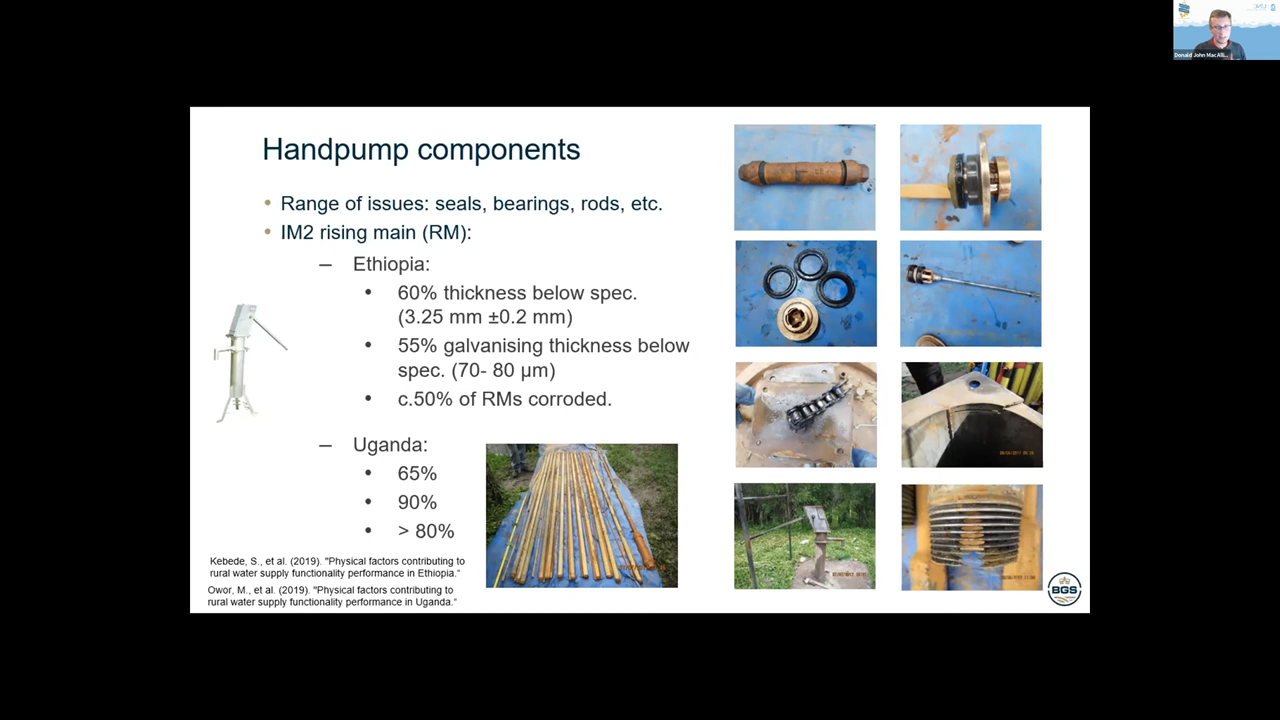 Donald John MacAlli...
Handpump components
• Range of issues: seals, bearings, rods, etc.
• IM2 rising main (RM):
– Ethiopia:
• 60% thickness below spec.
(3.25 mm ±0.2 mm)
• 55% galvanising thickness below
spec. (70- 80 µm)
• c.50% of RMs corroded.
– Uganda:
• 65%
• 90%
• > 80%
Kebede, S., et al. (2019). "Physical factors contributing to
rural water supply functionality performance in Ethiopia."
Owor, M., et al. (2019). "Physical factors contributing to
rural water supply functionality performance in Uganda."
BGS